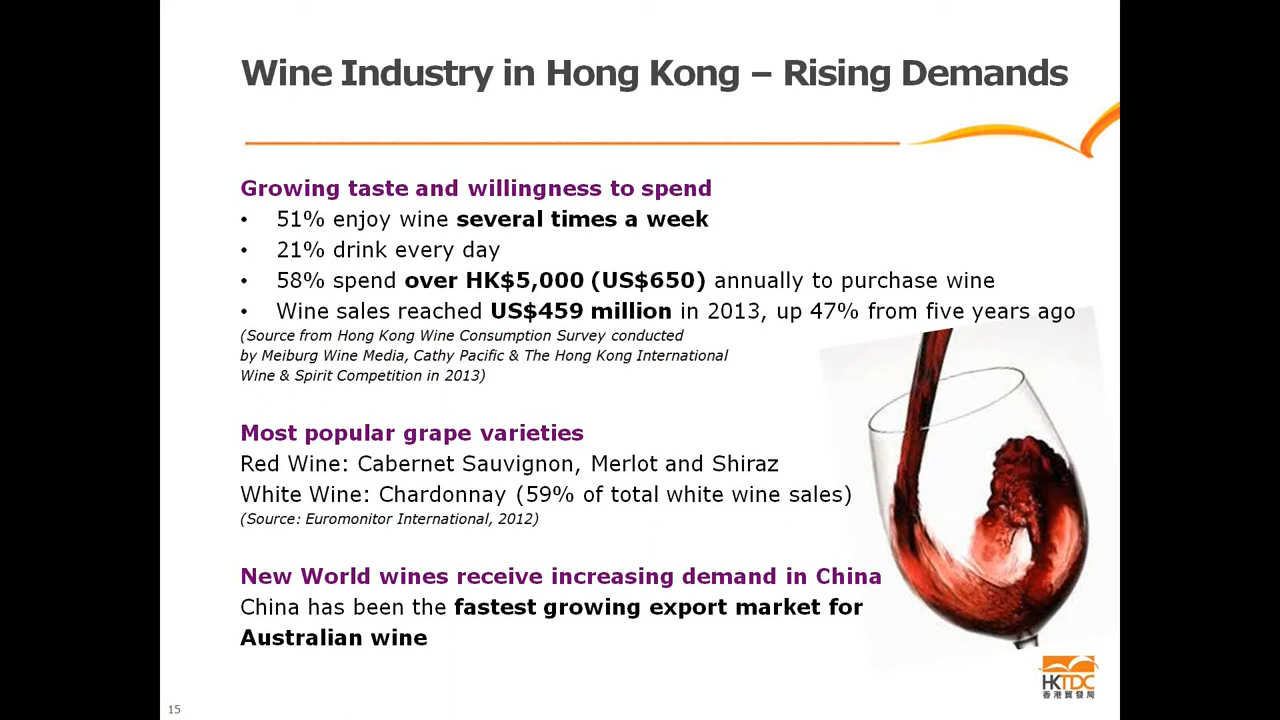 Wine Industry in Hong Kong – Rising Demands
Growing taste and willingness to spend
• 51% enjoy wine several times a week
• 21% drink every day
• 58% spend over HK$5,000 (US$650) annually to purchase wine
• Wine sales reached US$459 million in 2013, up 47% from five years ago
(Source from Hong Kong Wine Consumption Survey conducted
by Meiburg Wine Media, Cathy Pacific & The Hong Kong International
Wine & Spirit Competition in 2013)
Most popular grape varieties
Red Wine: Cabernet Sauvignon, Merlot and Shiraz
White Wine: Chardonnay (59% of total white wine sales)
(Source: Euromonitor International, 2012)
New World wines receive increasing demand in China
China has been the fastest growing export market for
Australian wine
HKTDC
香港貿發局
15